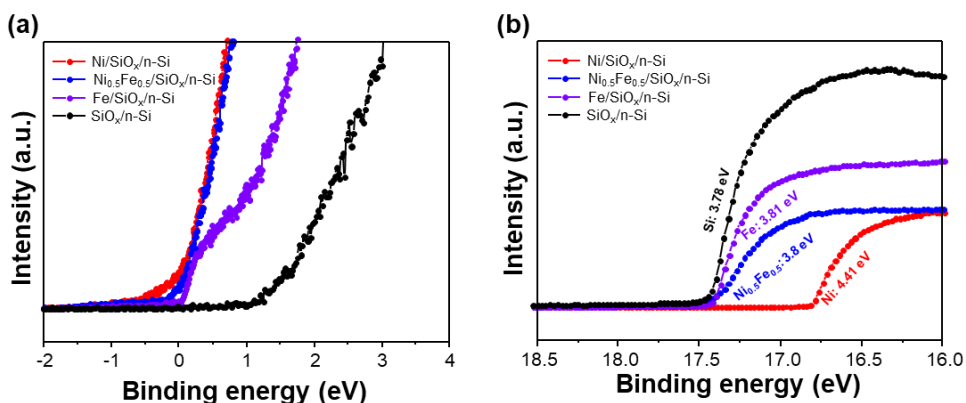 (a)
Ni/SiOₓ/n-Si
Ni₀.₅Fe₀.₅/SiOₓ/n-Si
Fe/SiOₓ/n-Si
SiOₓ/n-Si
Intensity (a.u.)
-2 -1 0 1 2 3 4
Binding energy (eV)
(b)
Ni/SiOₓ/n-Si
Ni₀.₅Fe₀.₅/SiOₓ/n-Si
Fe/SiOₓ/n-Si
SiOₓ/n-Si
Si: 3.78 eV
Fe: 3.81 eV
Ni₀.₅Fe₀.₅: 3.8 eV
Ni: 4.41 eV
Intensity (a.u.)
18.5 18.0 17.5 17.0 16.5 16.0
Binding energy (eV)